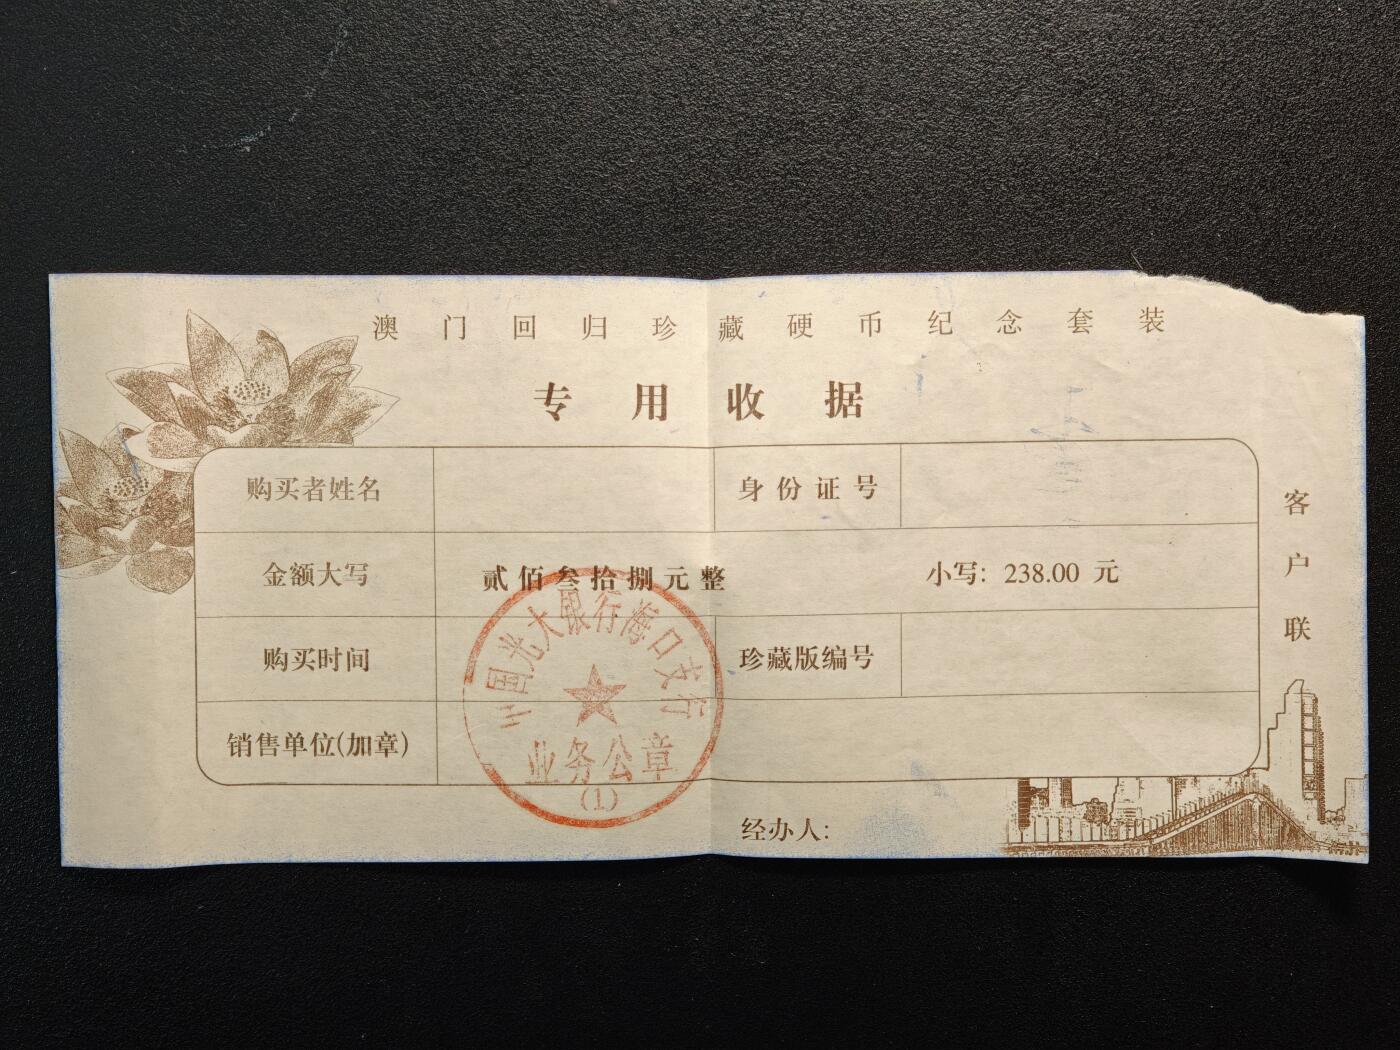 澳门回归珍藏硬币纪念套装
专用收据
购买者姓名 身份证号
金额大写 贰佰叁拾捌元整 小写: 238.00 元
购买时间 珍藏版编号
销售单位(加章)
经办人:
客户联
中国光大银行海口支行
业务公章
(1)